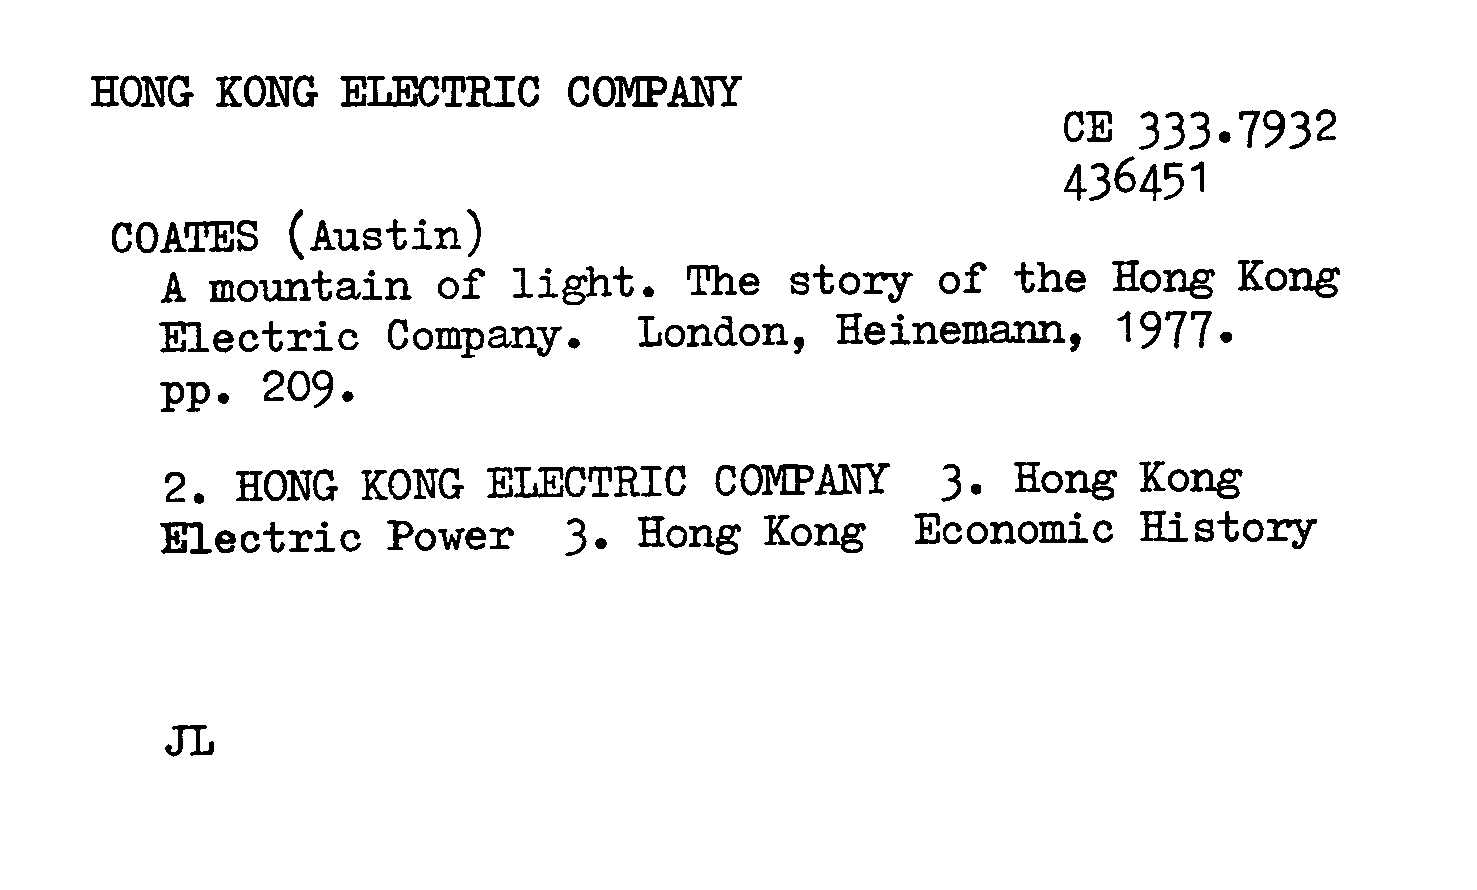 HONG KONG ELECTRIC COMPANY
CE 333.7932
436451
COATES (Austin)
A mountain of light. The story of the Hong Kong
Electric Company. London, Heinemann, 1977.
pp. 209.
2. HONG KONG ELECTRIC COMPANY 3. Hong Kong
Electric Power 3. Hong Kong Economic History
JL